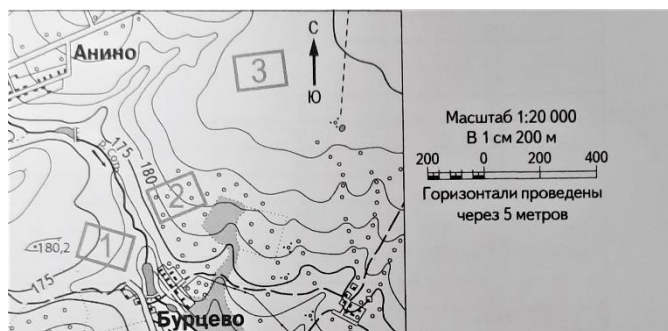 Анино
3
С
Ю
В. Соть
175
180
2
180,2
1
175
Бурцево
Масштаб 1:20 000
В 1 см 200 м
200 0 200 400
Горизонтали проведены
через 5 метров